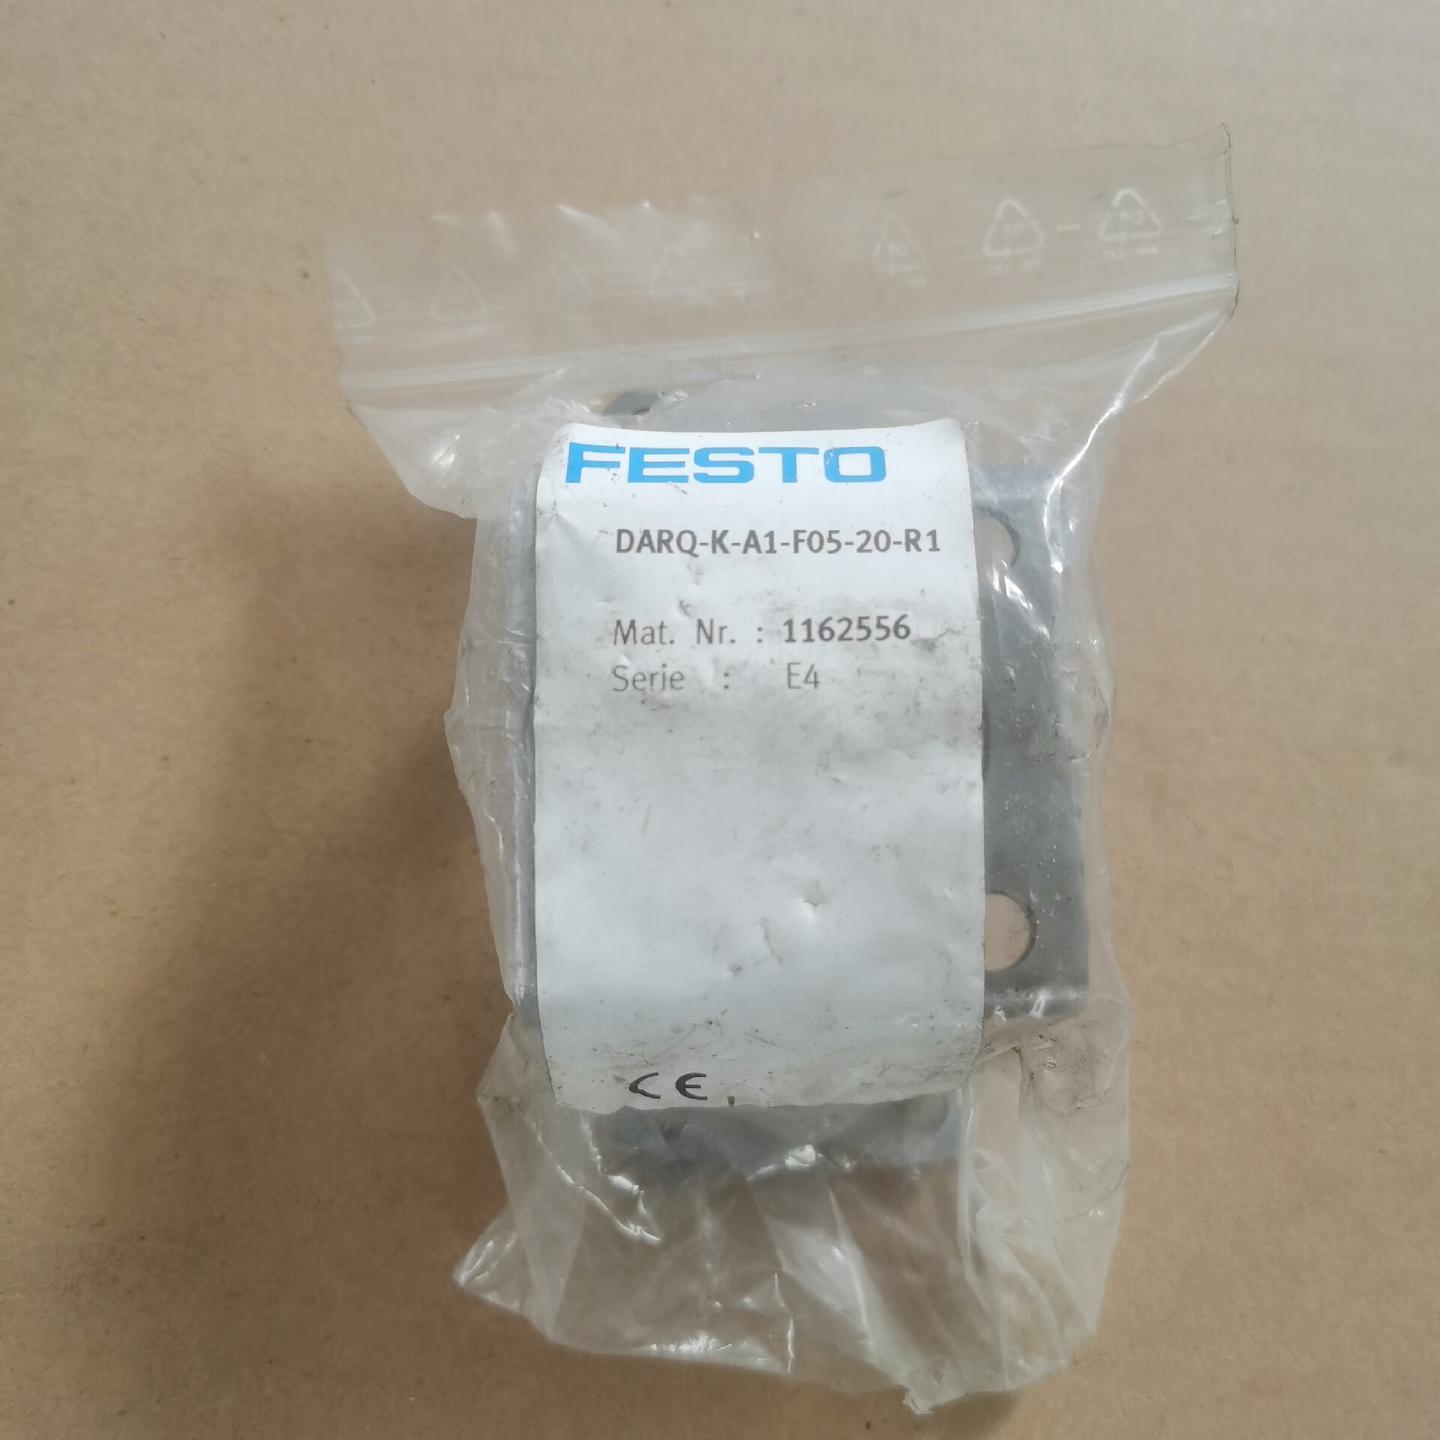 FESTO
DARQ-K-A1-F05-20-R1
Mat. Nr. : 1162556
Serie : E4
CE